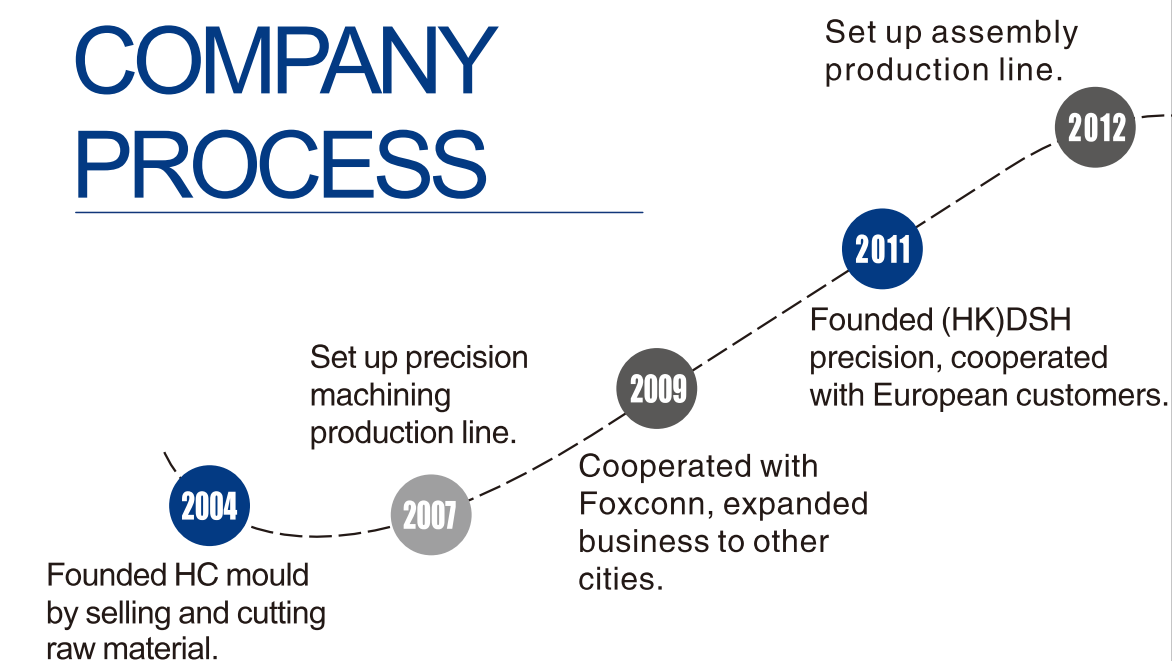 COMPANY
PROCESS
2004
Founded HC mould
by selling and cutting
raw material.
Set up precision
machining
production line.
2007
2009
Cooperated with
Foxconn, expanded
business to other
cities.
2011
Founded (HK)DSH
precision, cooperated
with European customers.
Set up assembly
production line.
2012